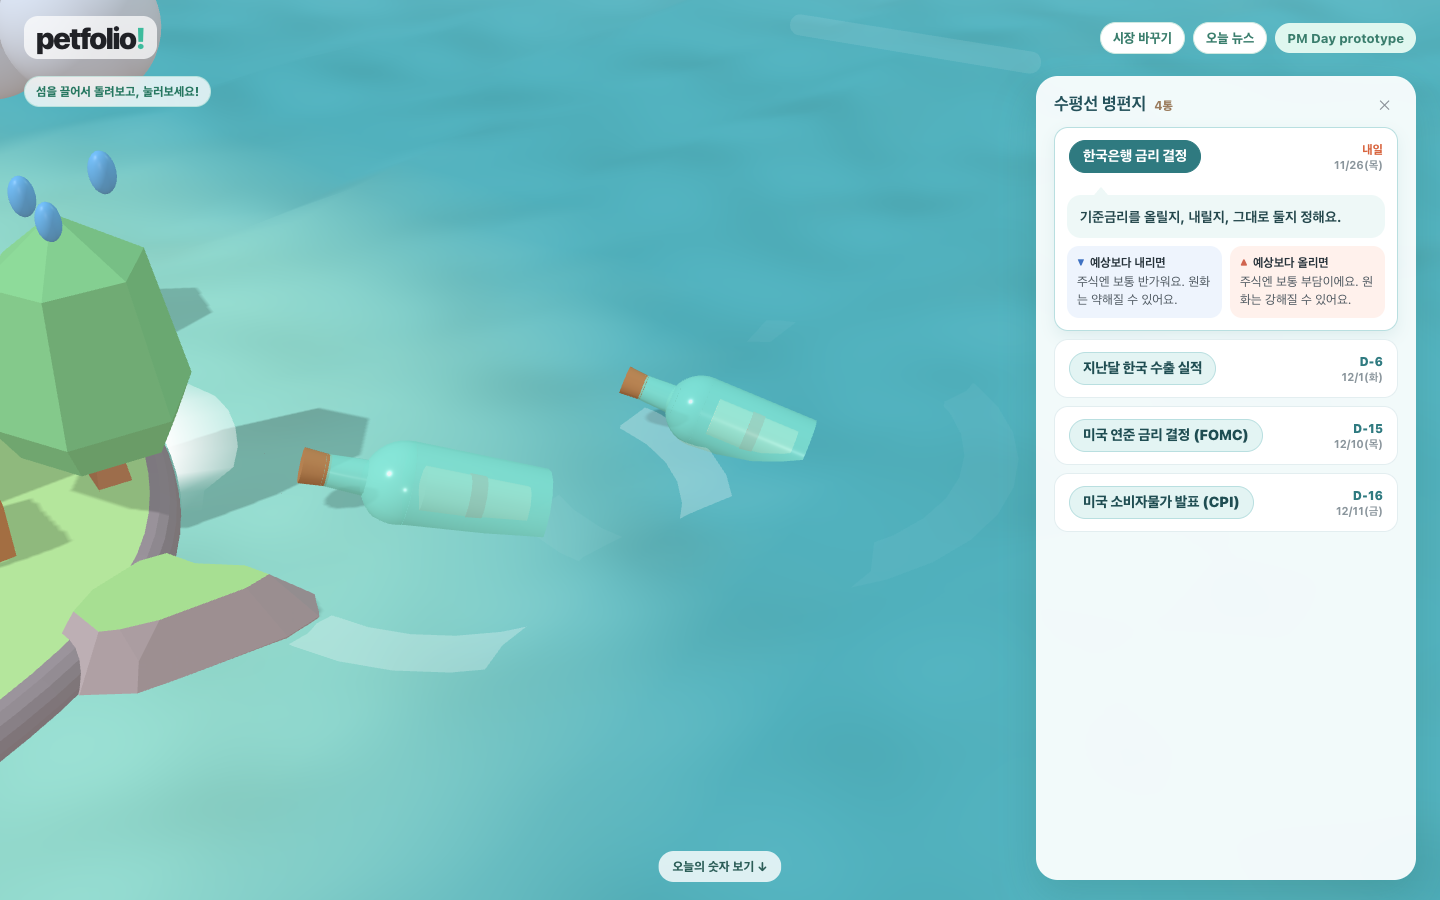 petfolio!
섬을 끌어서 돌려보고, 눌러보세요!
시장 바꾸기
오늘 뉴스
PM Day prototype
수평선 병편지 4통
한국은행 금리 결정
내일
11/26(목)
기준금리를 올릴지, 내릴지, 그대로 둘지 정해요.
▼ 예상보다 내리면
주식엔 보통 반가워요. 원화
는 약해질 수 있어요.
▲ 예상보다 올리면
주식엔 보통 부담이에요. 원
화는 강해질 수 있어요.
지난달 한국 수출 실적
D-6
12/1(화)
미국 연준 금리 결정 (FOMC)
D-15
12/10(목)
미국 소비자물가 발표 (CPI)
D-16
12/11(금)
오늘의 숫자 보기 ↓